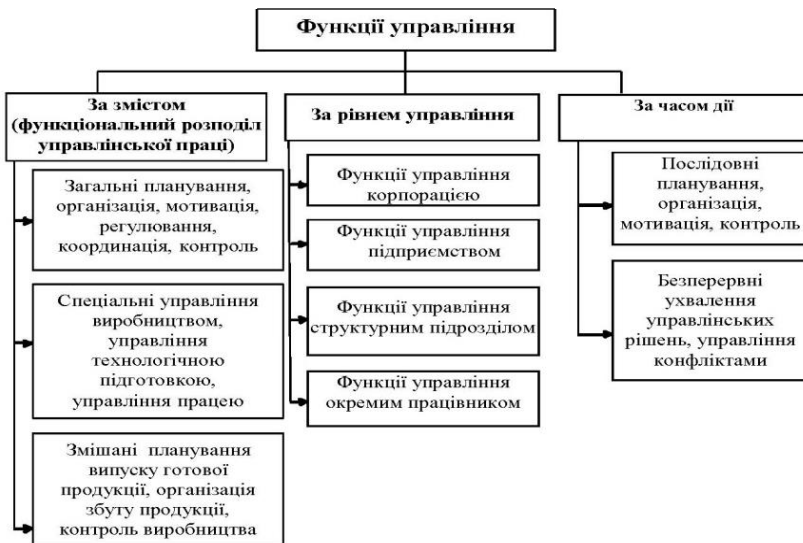 Функції управління
За змістом
(функціональний розподіл
управлінської праці)
Загальні планування,
організація, мотивація,
регулювання,
координація, контроль
Спеціальні управління
виробництвом,
управління
технологічною
підготовкою,
управління працею
Змішані планування
випуску готової
продукції, організація
збуту продукції,
контроль виробництва
За рівнем управління
Функції управління
корпорацією
Функції управління
підприємством
Функції управління
структурним підрозділом
Функції управління
окремим працівником
За часом дії
Послідовні
планування,
організація,
мотивація, контроль
Безперервні
ухвалення
управлінських
рішень, управління
конфліктами